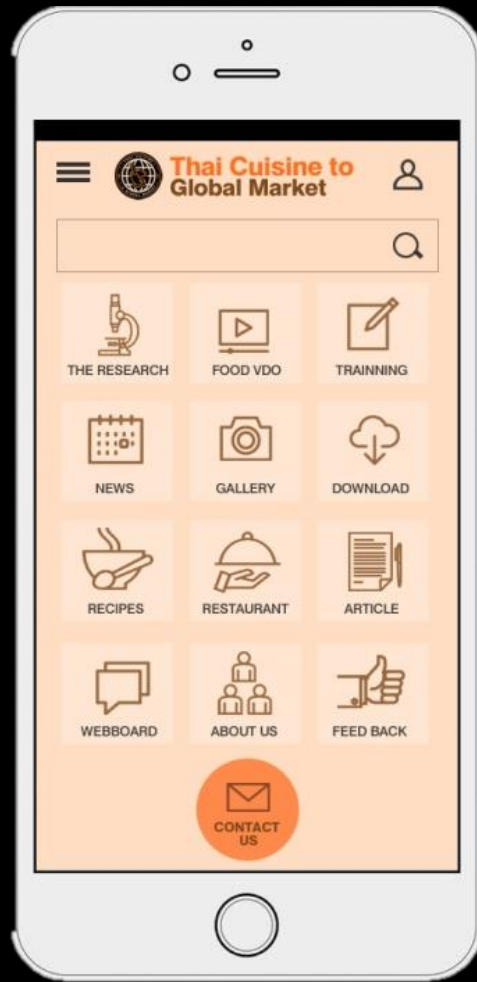 Thai Cuisine to
Global Market
THE RESEARCH
FOOD VDO
TRAINNING
NEWS
GALLERY
DOWNLOAD
RECIPES
RESTAURANT
ARTICLE
WEBBOARD
ABOUT US
FEED BACK
CONTACT
US